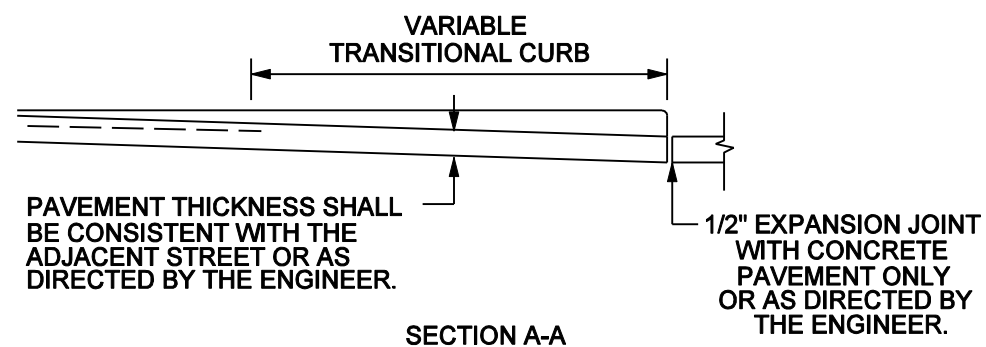 VARIABLE
TRANSITIONAL CURB
PAVEMENT THICKNESS SHALL
BE CONSISTENT WITH THE
ADJACENT STREET OR AS
DIRECTED BY THE ENGINEER.
1/2" EXPANSION JOINT
WITH CONCRETE
PAVEMENT ONLY
OR AS DIRECTED BY
THE ENGINEER.
SECTION A-A